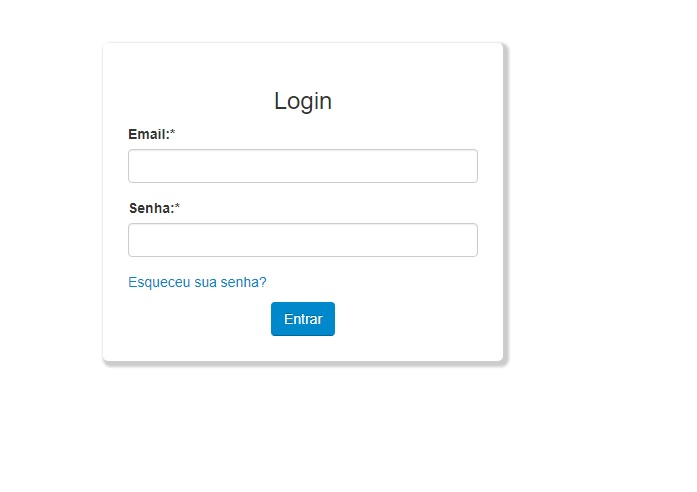 Login
Email:*
Senha:*
Esqueceu sua senha?
Entrar